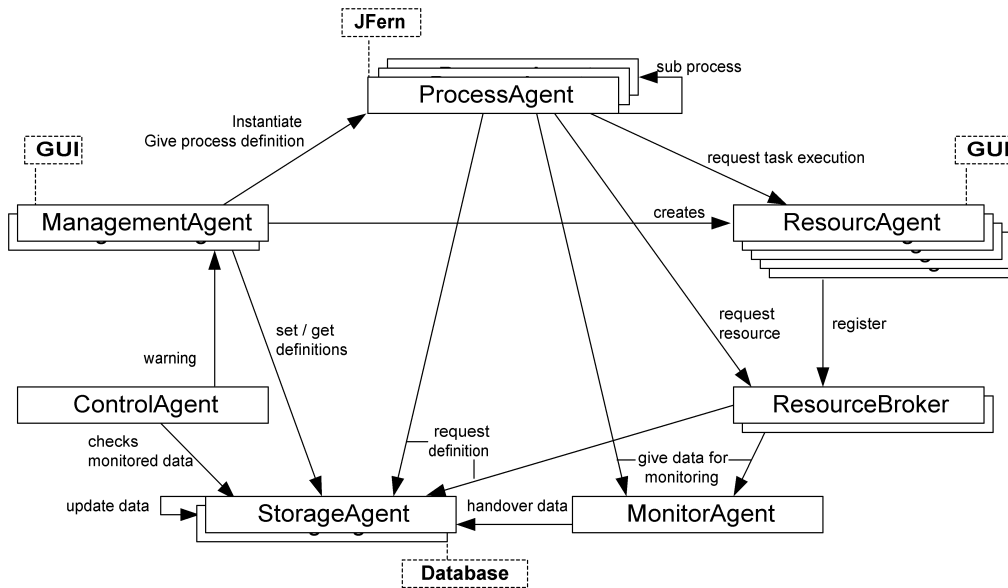 JFern
sub process
ProcessAgent
Instantiate
Give process definition
GUI
GUI
request task execution
ManagementAgent
creates
ResourcAgent
set / get
definitions
request
resource
register
warning
ControlAgent
ResourceBroker
checks
monitored data
request
definition
give data for
monitoring
update data
StorageAgent
handover data
MonitorAgent
Database